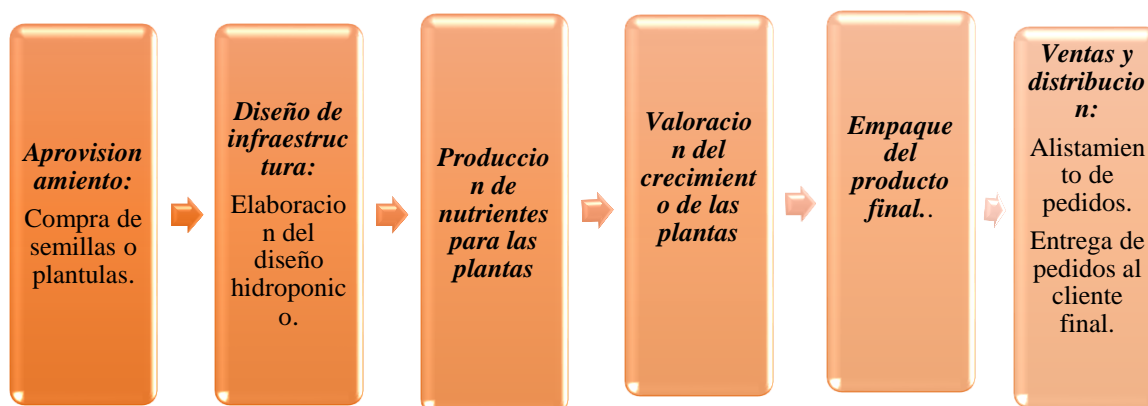 Aprovision
amiento:
Compra de
semillas o
plantulas.
Diseño de
infraestruc
tura:
Elaboracio
n del
diseño
hidroponic
o.
Produccio
n de
nutrientes
para las
plantas
Valoracio
n del
crecimient
o de las
plantas
Empaque
del
producto
final..
Ventas y
distribucio
n:
Alistamien
to de
pedidos.
Entrega de
pedidos al
cliente
final.